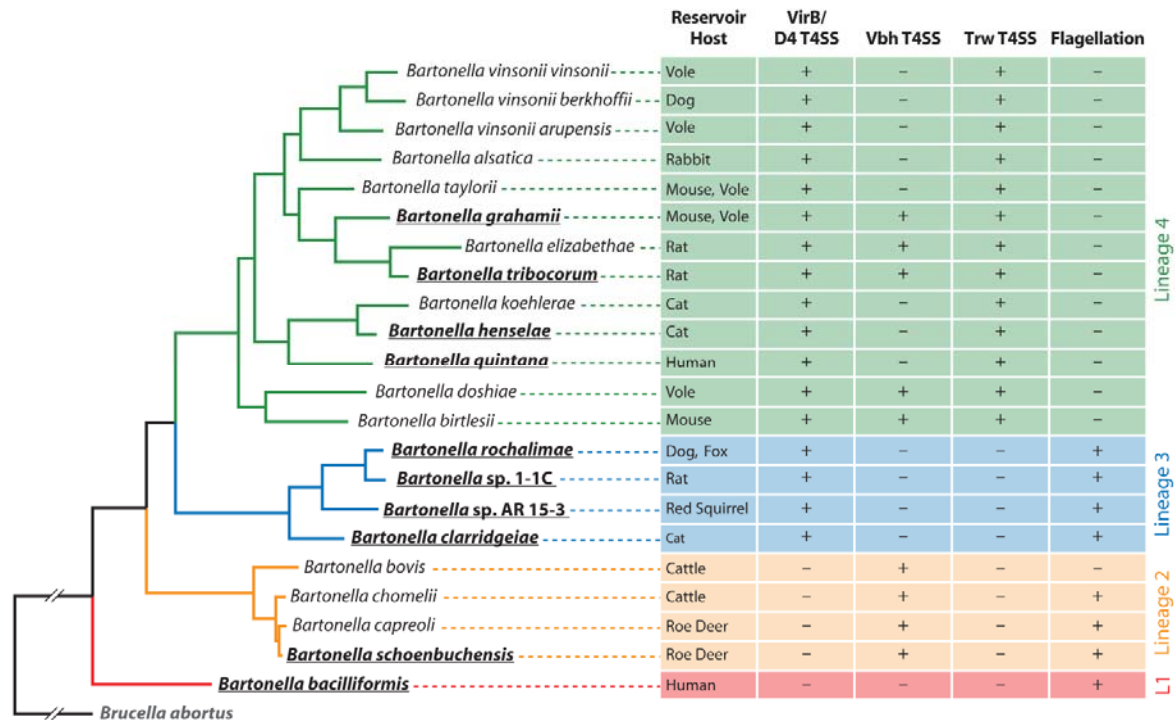 Reservoir Host VirB/ D4 T4SS Vbh T4SS Trw T4SS Flagellation
Bartonella vinsonii vinsonii Vole + – + –
Bartonella vinsonii berkhoffii Dog + – + –
Bartonella vinsonii arupensis Vole + – + –
Bartonella alsatica Rabbit + – + –
Bartonella taylorii Mouse, Vole + – + –
Bartonella grahamii Mouse, Vole + + + –
Bartonella elizabethae Rat + + + –
Bartonella tribocorum Rat + + + –
Bartonella koehlerae Cat + – + –
Bartonella henselae Cat + – + –
Bartonella quintana Human + – + –
Bartonella doshiae Vole + + + –
Bartonella birtlesii Mouse + + + –
Lineage 4
Bartonella rochalimae Dog, Fox + – – +
Bartonella sp. 1-1C Rat + – – +
Bartonella sp. AR 15-3 Red Squirrel + – – +
Bartonella clarridgeiae Cat + – – +
Lineage 3
Bartonella bovis Cattle – + – –
Bartonella chomelii Cattle – + – +
Bartonella capreoli Roe Deer – + – +
Bartonella schoenbuchensis Roe Deer – + – +
Lineage 2
Bartonella bacilliformis Human – – – +
L1
Brucella abortus